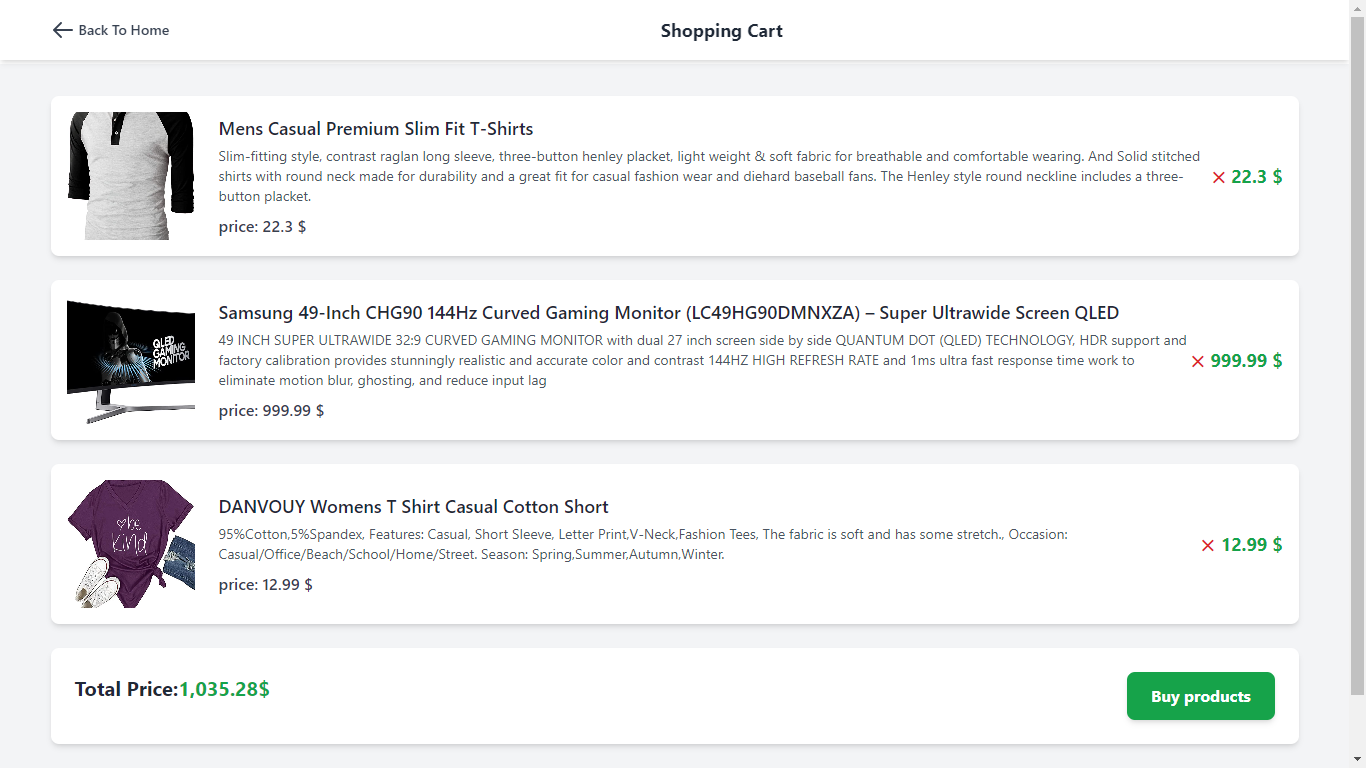 Back To Home
Shopping Cart
Mens Casual Premium Slim Fit T-Shirts
Slim-fitting style, contrast raglan long sleeve, three-button henley placket, light weight & soft fabric for breathable and comfortable wearing. And Solid stitched
shirts with round neck made for durability and a great fit for casual fashion wear and diehard baseball fans. The Henley style round neckline includes a three-
button placket.
price: 22.3 $
22.3 $
QLED
GAMING
MONITOR
Samsung 49-Inch CHG90 144Hz Curved Gaming Monitor (LC49HG90DMNXZA) – Super Ultrawide Screen QLED
49 INCH SUPER ULTRAWIDE 32:9 CURVED GAMING MONITOR with dual 27 inch screen side by side QUANTUM DOT (QLED) TECHNOLOGY, HDR support and
factory calibration provides stunningly realistic and accurate color and contrast 144HZ HIGH REFRESH RATE and 1ms ultra fast response time work to
eliminate motion blur, ghosting, and reduce input lag
price: 999.99 $
999.99 $
be
Kind
DANVOUY Womens T Shirt Casual Cotton Short
95%Cotton,5%Spandex, Features: Casual, Short Sleeve, Letter Print,V-Neck,Fashion Tees, The fabric is soft and has some stretch., Occasion:
Casual/Office/Beach/School/Home/Street. Season: Spring,Summer,Autumn,Winter.
price: 12.99 $
12.99 $
Total Price:1,035.28$
Buy products